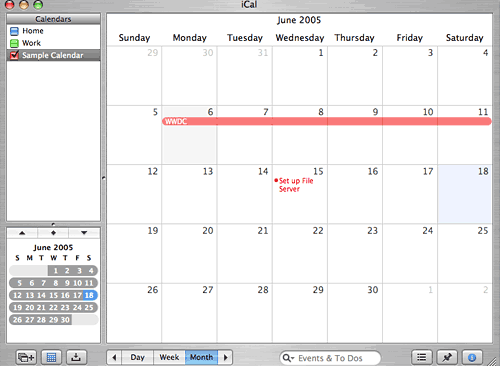 iCal
Calendars
Home
Work
Sample Calendar
June 2005
Sunday Monday Tuesday Wednesday Thursday Friday Saturday
29 30 31 1 2 3 4
5 6 7 8 9 10 11
WWDC
12 13 14 15 16 17 18
Set up File
Server
19 20 21 22 23 24 25
26 27 28 29 30 1 2
June 2005
S M T W T F S
1 2 3 4
5 6 7 8 9 10 11
12 13 14 15 16 17 18
19 20 21 22 23 24 25
26 27 28 29 30
Day Week Month
Events & To Dos